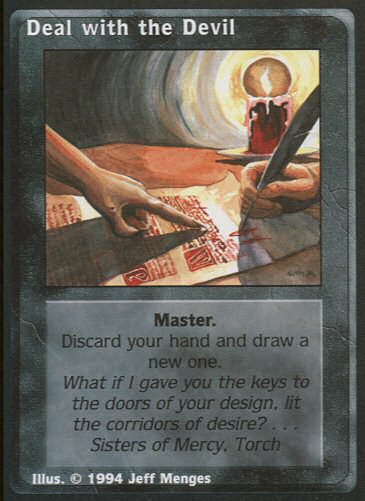 Deal with the Devil
Master.
Discard your hand and draw a
new one.
What if I gave you the keys to
the doors of your design, lit
the corridors of desire? . . .
Sisters of Mercy, Torch
Illus. © 1994 Jeff Menges